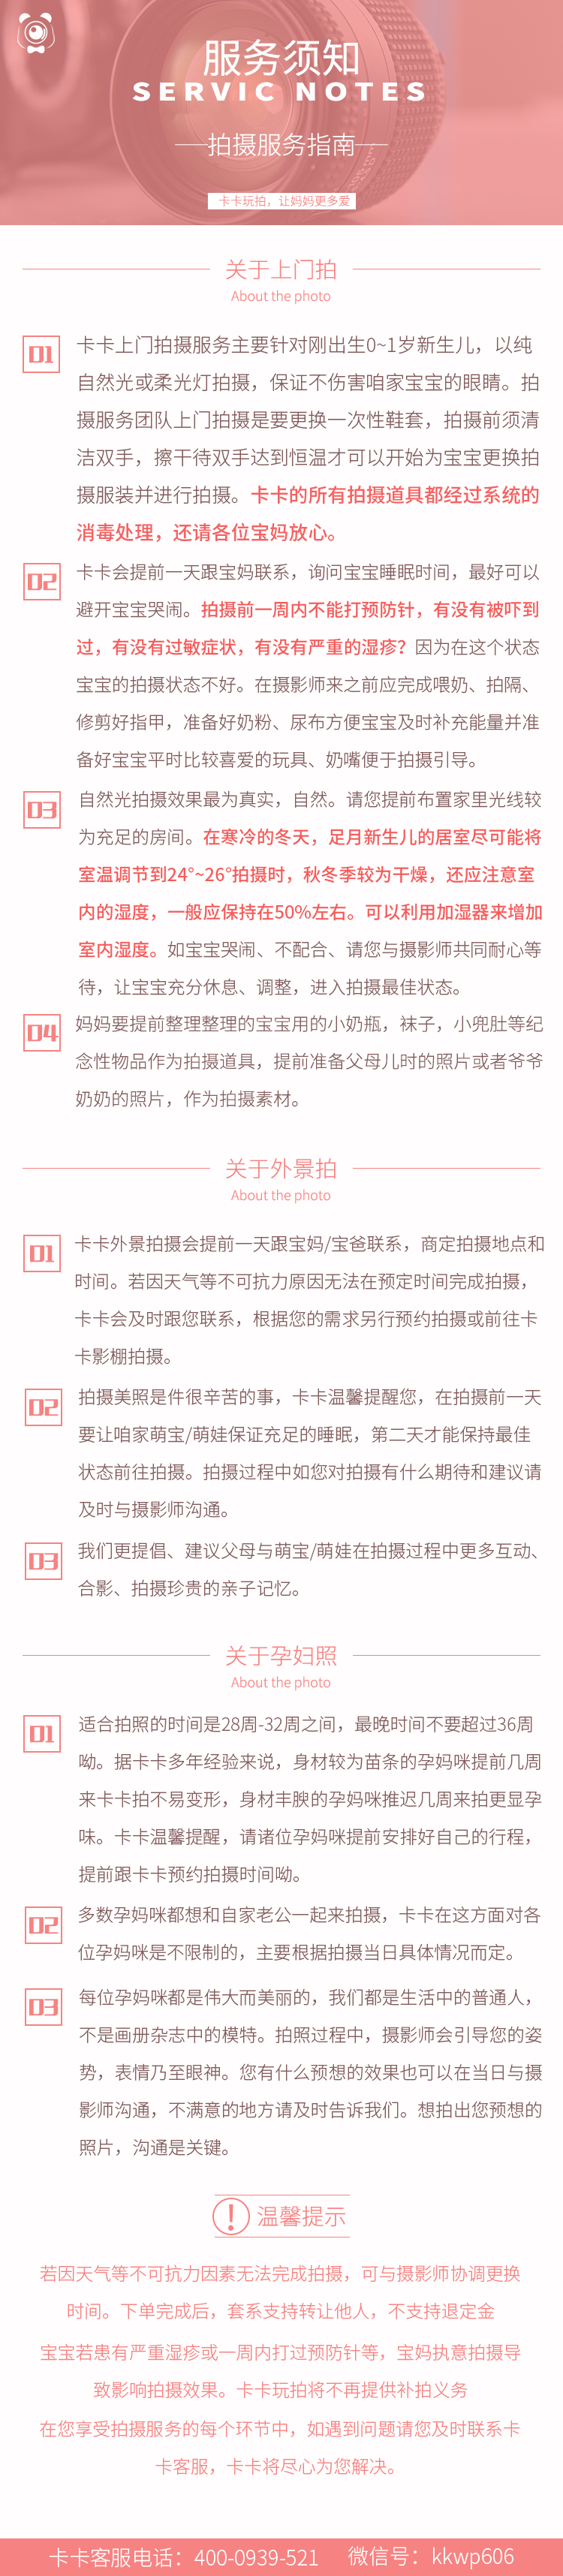 服务须知
SERVIC NOTES
拍摄服务指南
卡卡玩拍，让妈妈更多爱
关于上门拍
About the photo
01
卡卡上门拍摄服务主要针对刚出生0~1岁新生儿，以纯
自然光或柔光灯拍摄，保证不伤害咱家宝宝的眼睛。拍
摄服务团队上门拍摄是要更换一次性鞋套，拍摄前须清
洁双手，擦干待双手达到恒温才可以开始为宝宝更换拍
摄服装并进行拍摄。卡卡的所有拍摄道具都经过系统的
消毒处理，还请各位宝妈放心。
02
卡卡会提前一天跟宝妈联系，询问宝宝睡眠时间，最好可以
避开宝宝哭闹。拍摄前一周内不能打预防针，有没有被吓到
过，有没有过敏症状，有没有严重的湿疹？因为在这个状态
宝宝的拍摄状态不好。在摄影师来之前应完成喂奶、拍隔、
修剪好指甲，准备好奶粉、尿布方便宝宝及时补充能量并准
备好宝宝平时比较喜爱的玩具、奶嘴便于拍摄引导。
03
自然光拍摄效果最为真实，自然。请您提前布置家里光线较
为充足的房间。在寒冷的冬天，足月新生儿的居室尽可能将
室温调节到24°~26°拍摄时，秋冬季较为干燥，还应注意室
内的湿度，一般应保持在50%左右。可以利用加湿器来增加
室内湿度。如宝宝哭闹、不配合、请您与摄影师共同耐心等
待，让宝宝充分休息、调整，进入拍摄最佳状态。
04
妈妈要提前整理整理的宝宝用的小奶瓶，袜子，小兜肚等纪
念性物品作为拍摄道具，提前准备父母儿时的照片或者爷爷
奶奶的照片，作为拍摄素材。
关于外景拍
About the photo
01
卡卡外景拍摄会提前一天跟宝妈/宝爸联系，商定拍摄地点和
时间。若因天气等不可抗力原因无法在预定时间完成拍摄，
卡卡会及时跟您联系，根据您的需求另行预约拍摄或前往卡
卡影棚拍摄。
02
拍摄美照是件很辛苦的事，卡卡温馨提醒您，在拍摄前一天
要让咱家萌宝/萌娃保证充足的睡眠，第二天才能保持最佳
状态前往拍摄。拍摄过程中如您对拍摄有什么期待和建议请
及时与摄影师沟通。
03
我们更提倡、建议父母与萌宝/萌娃在拍摄过程中更多互动、
合影、拍摄珍贵的亲子记忆。
关于孕妇照
About the photo
01
适合拍照的时间是28周-32周之间，最晚时间不要超过36周
呦。据卡卡多年经验来说，身材较为苗条的孕妈咪提前几周
来卡卡拍不易变形，身材丰腴的孕妈咪推迟几周来拍更显孕
味。卡卡温馨提醒，请诸位孕妈咪提前安排好自己的行程，
提前跟卡卡预约拍摄时间呦。
02
多数孕妈咪都想和自家老公一起来拍摄，卡卡在这方面对各
位孕妈咪是不限制的，主要根据拍摄当日具体情况而定。
03
每位孕妈咪都是伟大而美丽的，我们都是生活中的普通人，
不是画册杂志中的模特。拍照过程中，摄影师会引导您的姿
势，表情乃至眼神。您有什么预想的效果也可以在当日与摄
影师沟通，不满意的地方请及时告诉我们。想拍出您预想的
照片，沟通是关键。
温馨提示
若因天气等不可抗力因素无法完成拍摄，可与摄影师协调更换
时间。下单完成后，套系支持转让他人，不支持退定金
宝宝若患有严重湿疹或一周内打过预防针等，宝妈执意拍摄导
致影响拍摄效果。卡卡玩拍将不再提供补拍义务
在您享受拍摄服务的每个环节中，如遇到问题请您及时联系卡
卡客服，卡卡将尽心为您解决。
卡卡客服电话：400-0939-521 微信号：kkwp606